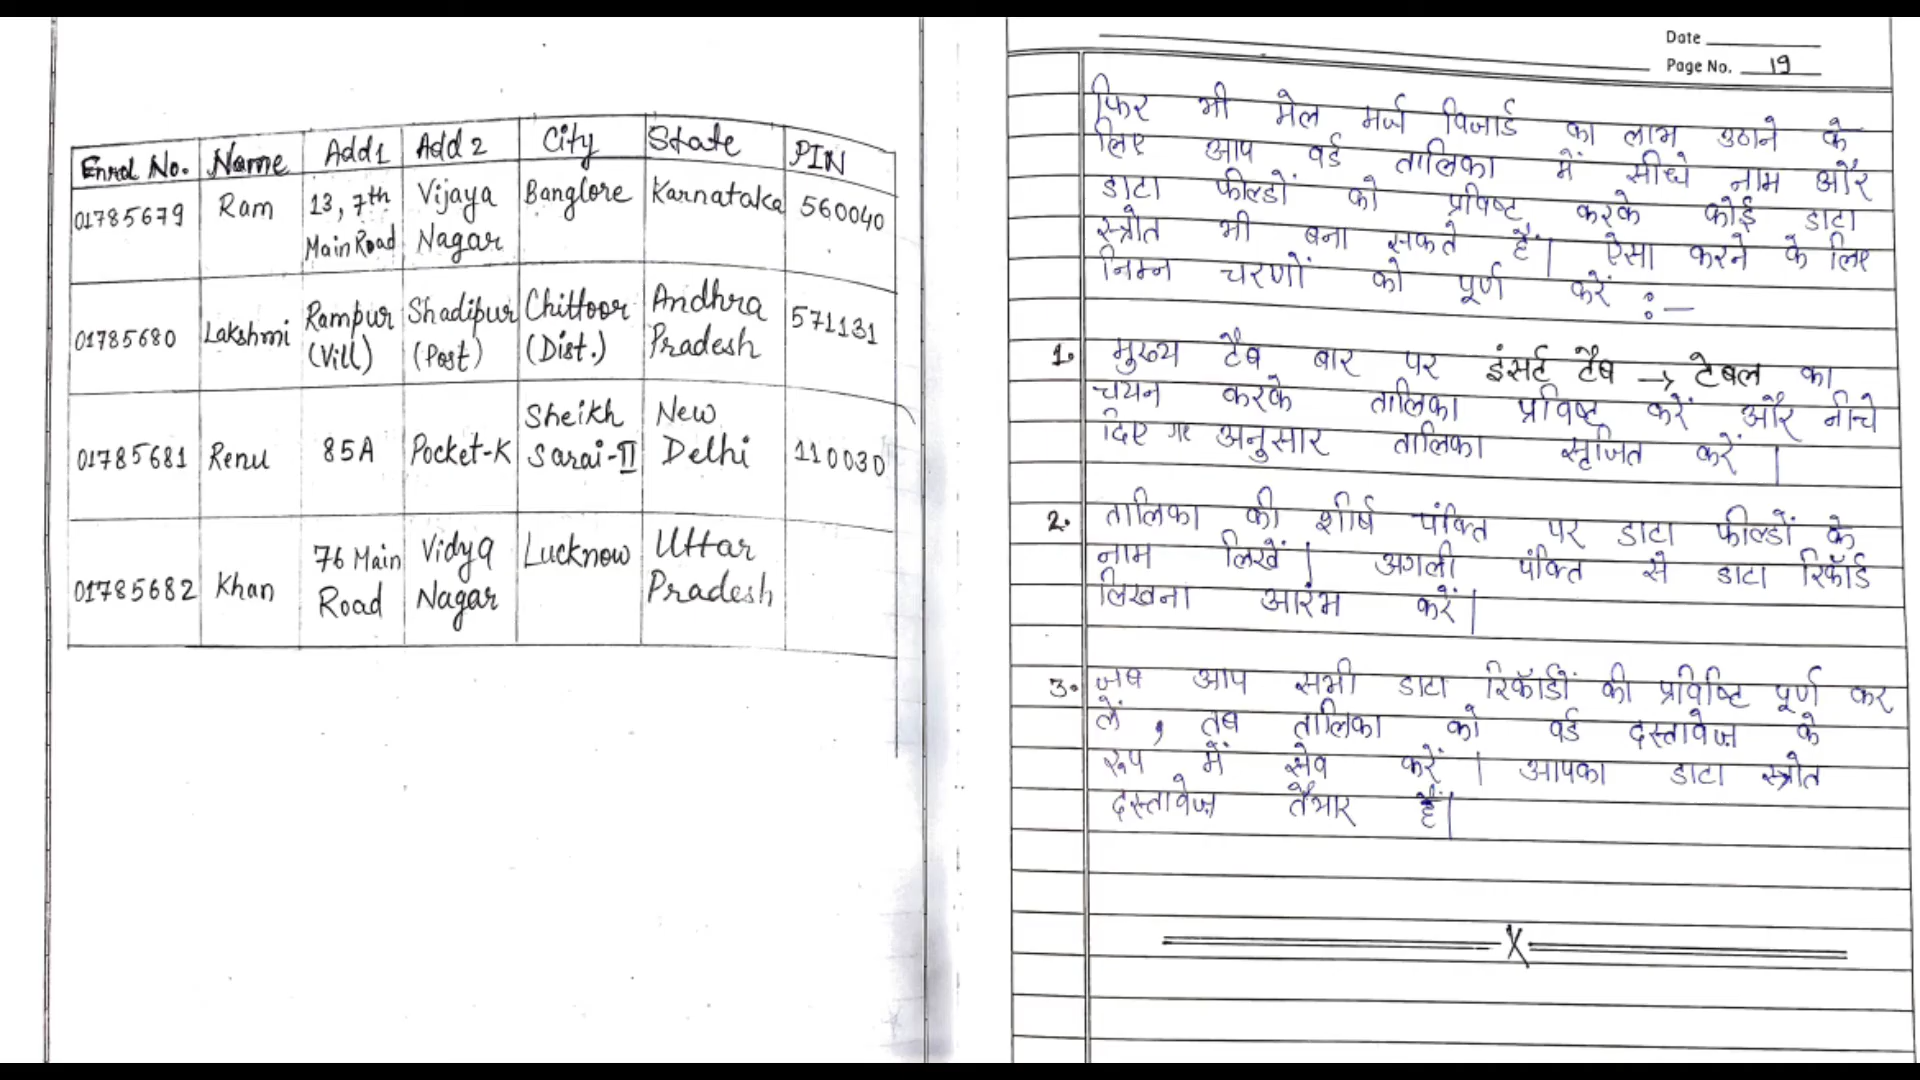 Enrol No. Name Add1 Add2 City State PIN
01785679 Ram 13, 7th Main Road Vijaya Nagar Banglore Karnataka 560040
01785680 Lakshmi Rampur (Vill) Shadipur (Post) Chittoor (Dist.) Andhra Pradesh 571131
01785681 Renu 85A Pocket-K Sheikh Sarai-II New Delhi 110030
01785682 Khan 76 Main Road Vidya Nagar Lucknow Uttar Pradesh
Date
Page No. 19
फिर भी मेल मर्ज विजार्ड का लाभ उठाने के
लिए आप वर्ड तालिका में सीधे नाम और
डाटा फील्डों को प्रविष्ट करके कोई डाटा
स्त्रोत भी बना सकते हैं। ऐसा करने के लिए
निम्न चरणों को पूर्ण करें :-
1. मुख्य टैब बार पर इंसर्ट टैब → टेबल का
चयन करके तालिका प्रविष्ट करें और नीचे
दिए गए अनुसार तालिका सृजित करें।
2. तालिका की शीर्ष पंक्ति पर डाटा फील्डों के
नाम लिखें। अगली पंक्ति से डाटा रिकॉर्ड
लिखना आरंभ करें।
3. जब आप सभी डाटा रिकॉर्डों की प्रविष्टि पूर्ण कर
लें, तब तालिका को वर्ड दस्तावेज़ के
रूप में सेव करें। आपका डाटा स्त्रोत
दस्तावेज़ तैयार है।
X